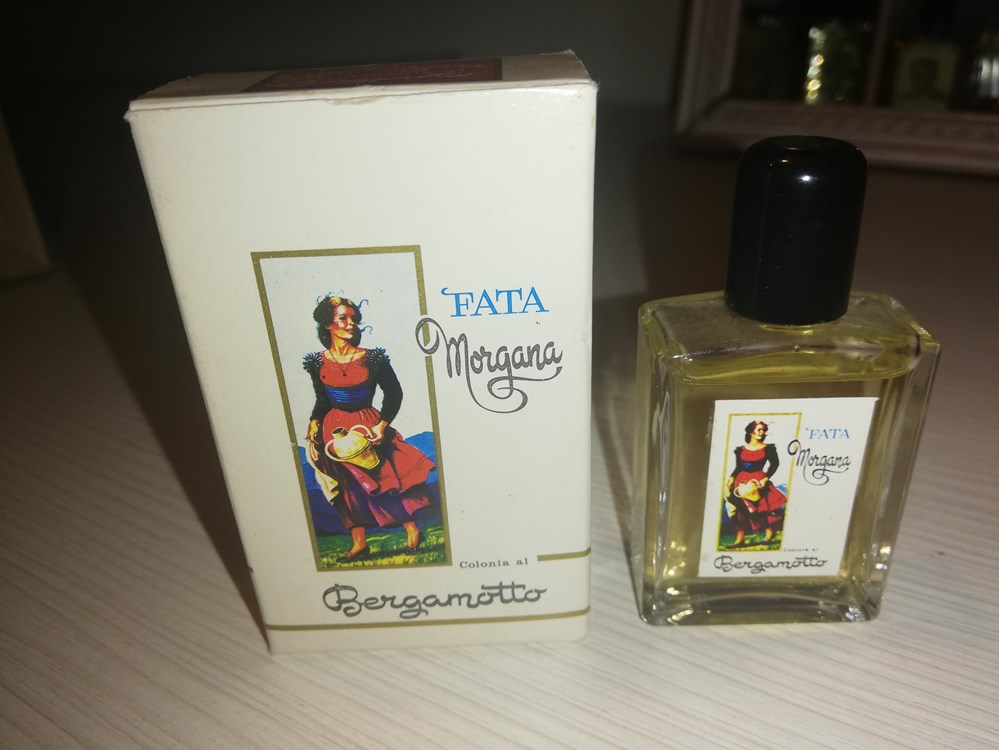 FATA
Morgana
Colonia al
Bergamotto
FATA
Morgana
Colonia al
Bergamotto